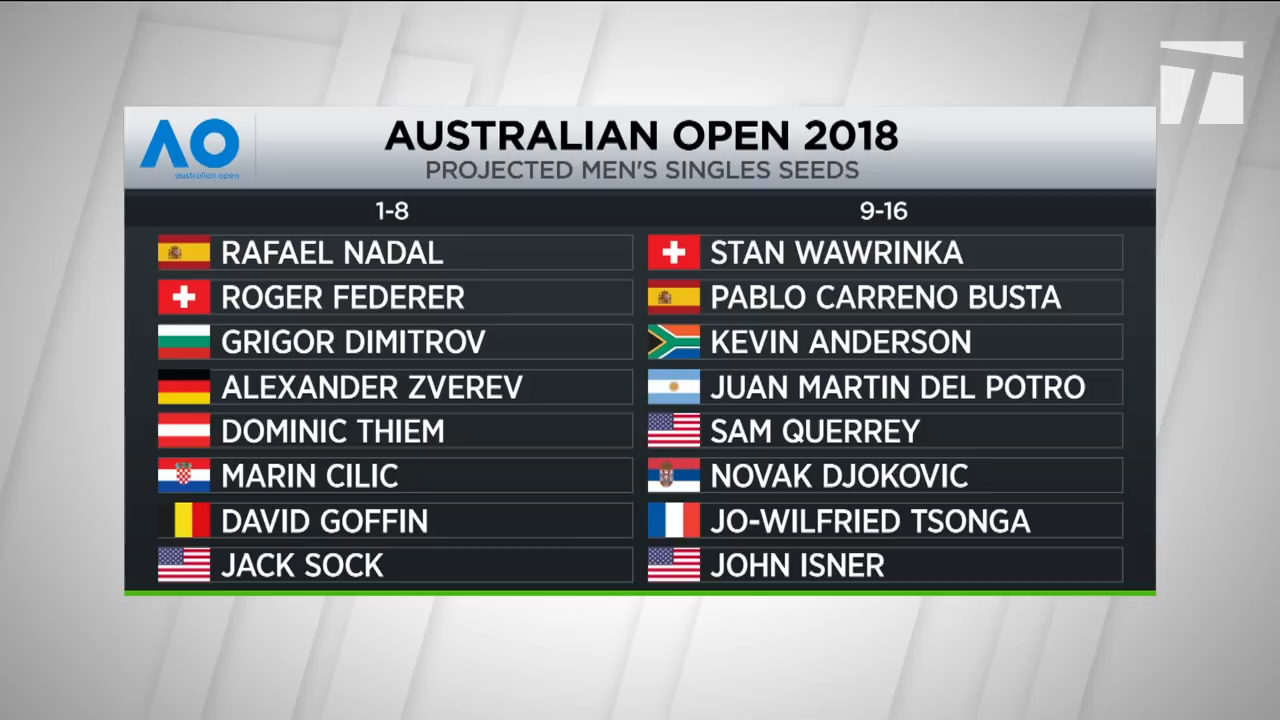 AO
australian open
AUSTRALIAN OPEN 2018
PROJECTED MEN'S SINGLES SEEDS
1-8
RAFAEL NADAL
ROGER FEDERER
GRIGOR DIMITROV
ALEXANDER ZVEREV
DOMINIC THIEM
MARIN CILIC
DAVID GOFFIN
JACK SOCK
9-16
STAN WAWRINKA
PABLO CARRENO BUSTA
KEVIN ANDERSON
JUAN MARTIN DEL POTRO
SAM QUERREY
NOVAK DJOKOVIC
JO-WILFRIED TSONGA
JOHN ISNER
T